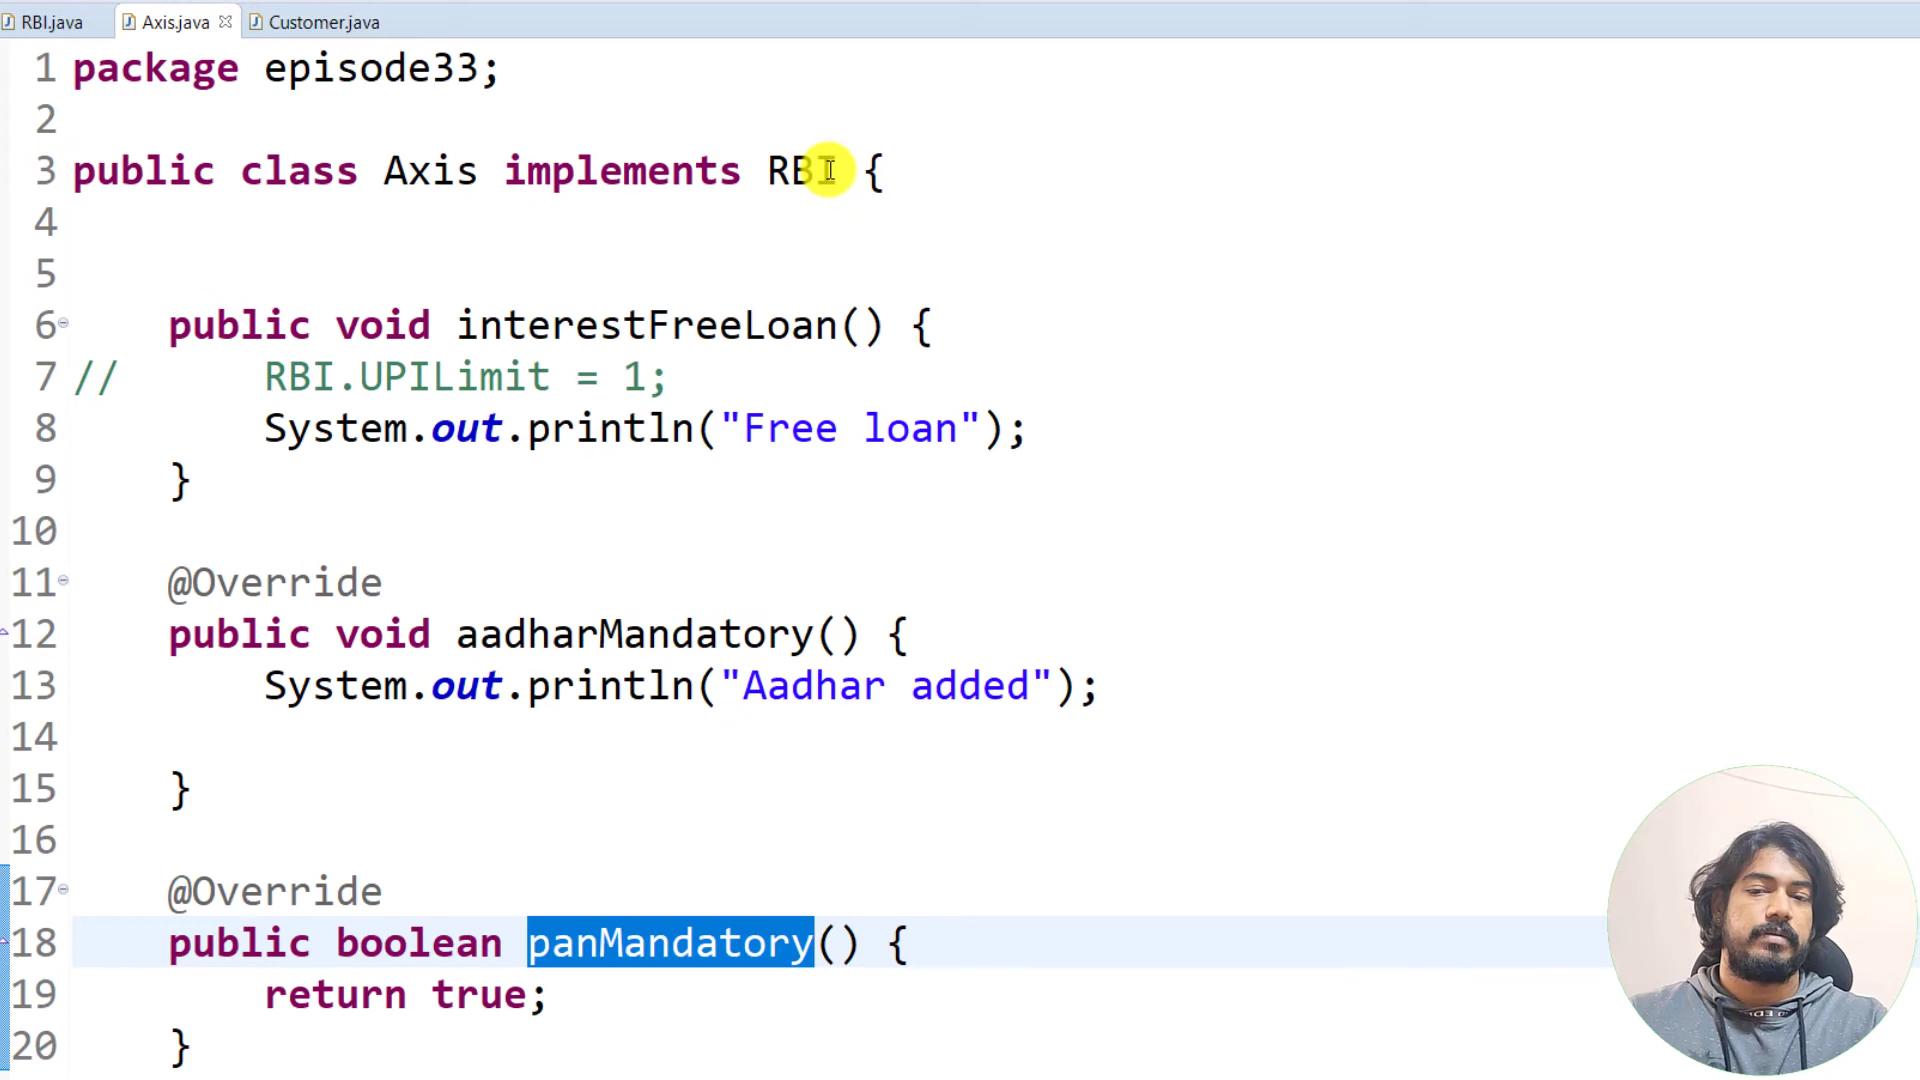 RBI.java Axis.java Customer.java
1 package episode33;
2
3 public class Axis implements RBI {
4
5
6 public void interestFreeLoan() {
7 // RBI.UPILimit = 1;
8 System.out.println("Free loan");
9 }
10
11 @Override
12 public void aadharMandatory() {
13 System.out.println("Aadhar added");
14
15 }
16
17 @Override
18 public boolean panMandatory() {
19 return true;
20 }